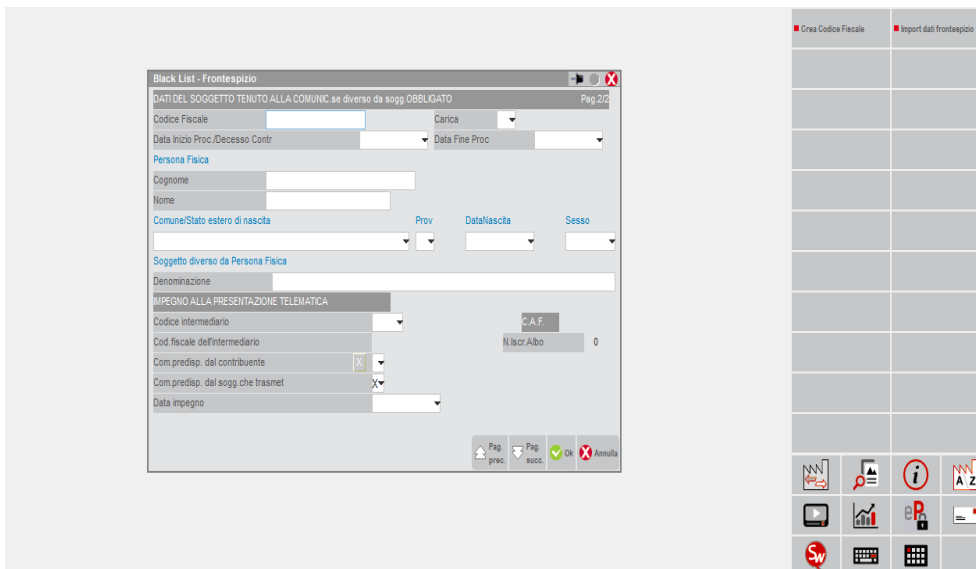 Crea Codice Fiscale
Import dati frontespizio
Black List - Frontespizio
DATI DEL SOGGETTO TENUTO ALLA COMUNIC.se diverso da sogg.OBBLIGATO Pag.2/2
Codice Fiscale Carica
Data Inizio Proc./Decesso Contr Data Fine Proc
Persona Fisica
Cognome
Nome
Comune/Stato estero di nascita Prov DataNascita Sesso
Soggetto diverso da Persona Fisica
Denominazione
IMPEGNO ALLA PRESENTAZIONE TELEMATICA
Codice intermediario C.A.F.
Cod.fiscale dell'intermediario N.Iscr.Albo 0
Com.predisp. dal contribuente X
Com.predisp. dal sogg.che trasmet X
Data impegno
Pag. prec.
Pag. succ.
Ok
Annulla
i
A Z
eP
Sw